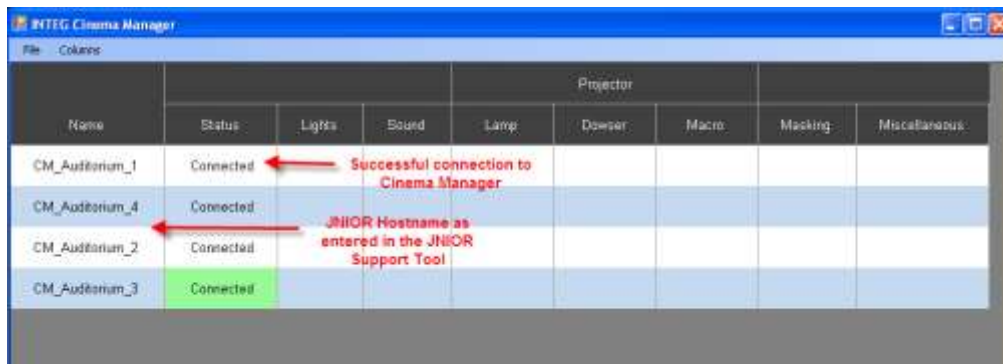 INTEG Cinema Manager
File Columns
Projector
Name Status Lights Sound Lamp Dowser Macro Masking Miscellaneous
CM_Auditorium_1 Connected
Successful connection to
Cinema Manager
CM_Auditorium_4 Connected
JNIOR Hostname as
entered in the JNIOR
Support Tool
CM_Auditorium_2 Connected
CM_Auditorium_3 Connected